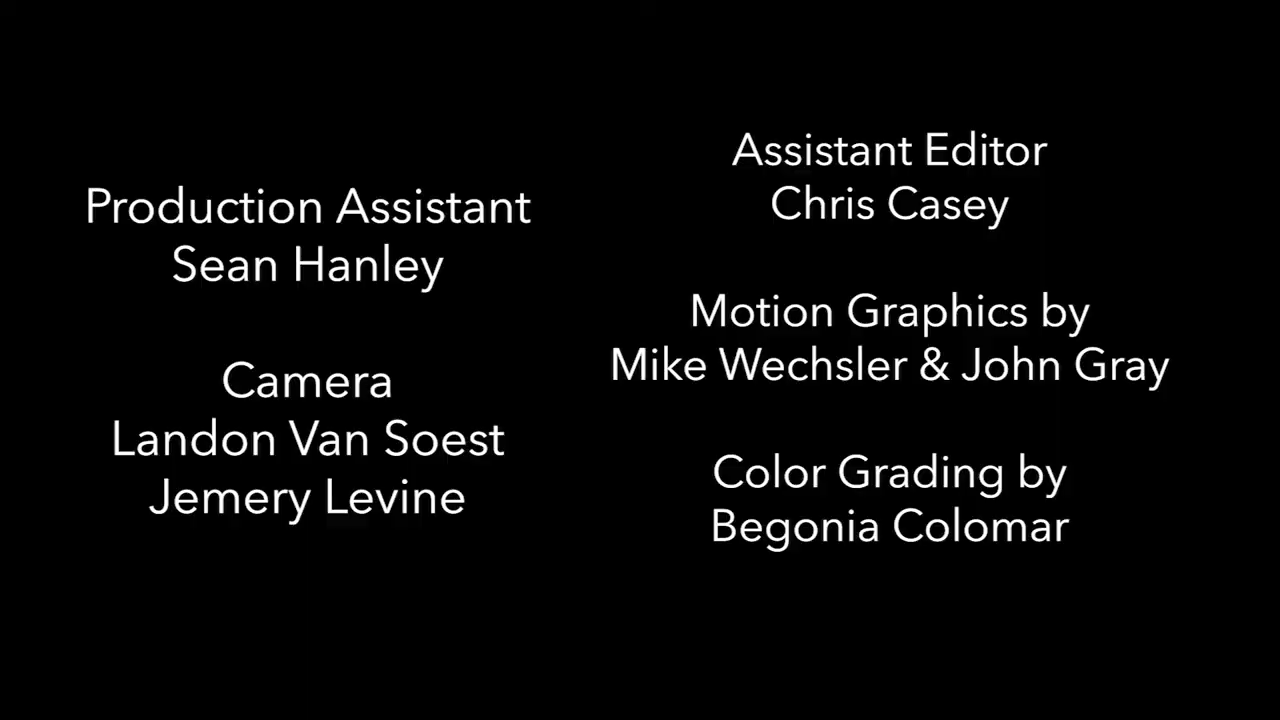 Production Assistant
Sean Hanley
Camera
Landon Van Soest
Jemery Levine
Assistant Editor
Chris Casey
Motion Graphics by
Mike Wechsler & John Gray
Color Grading by
Begonia Colomar